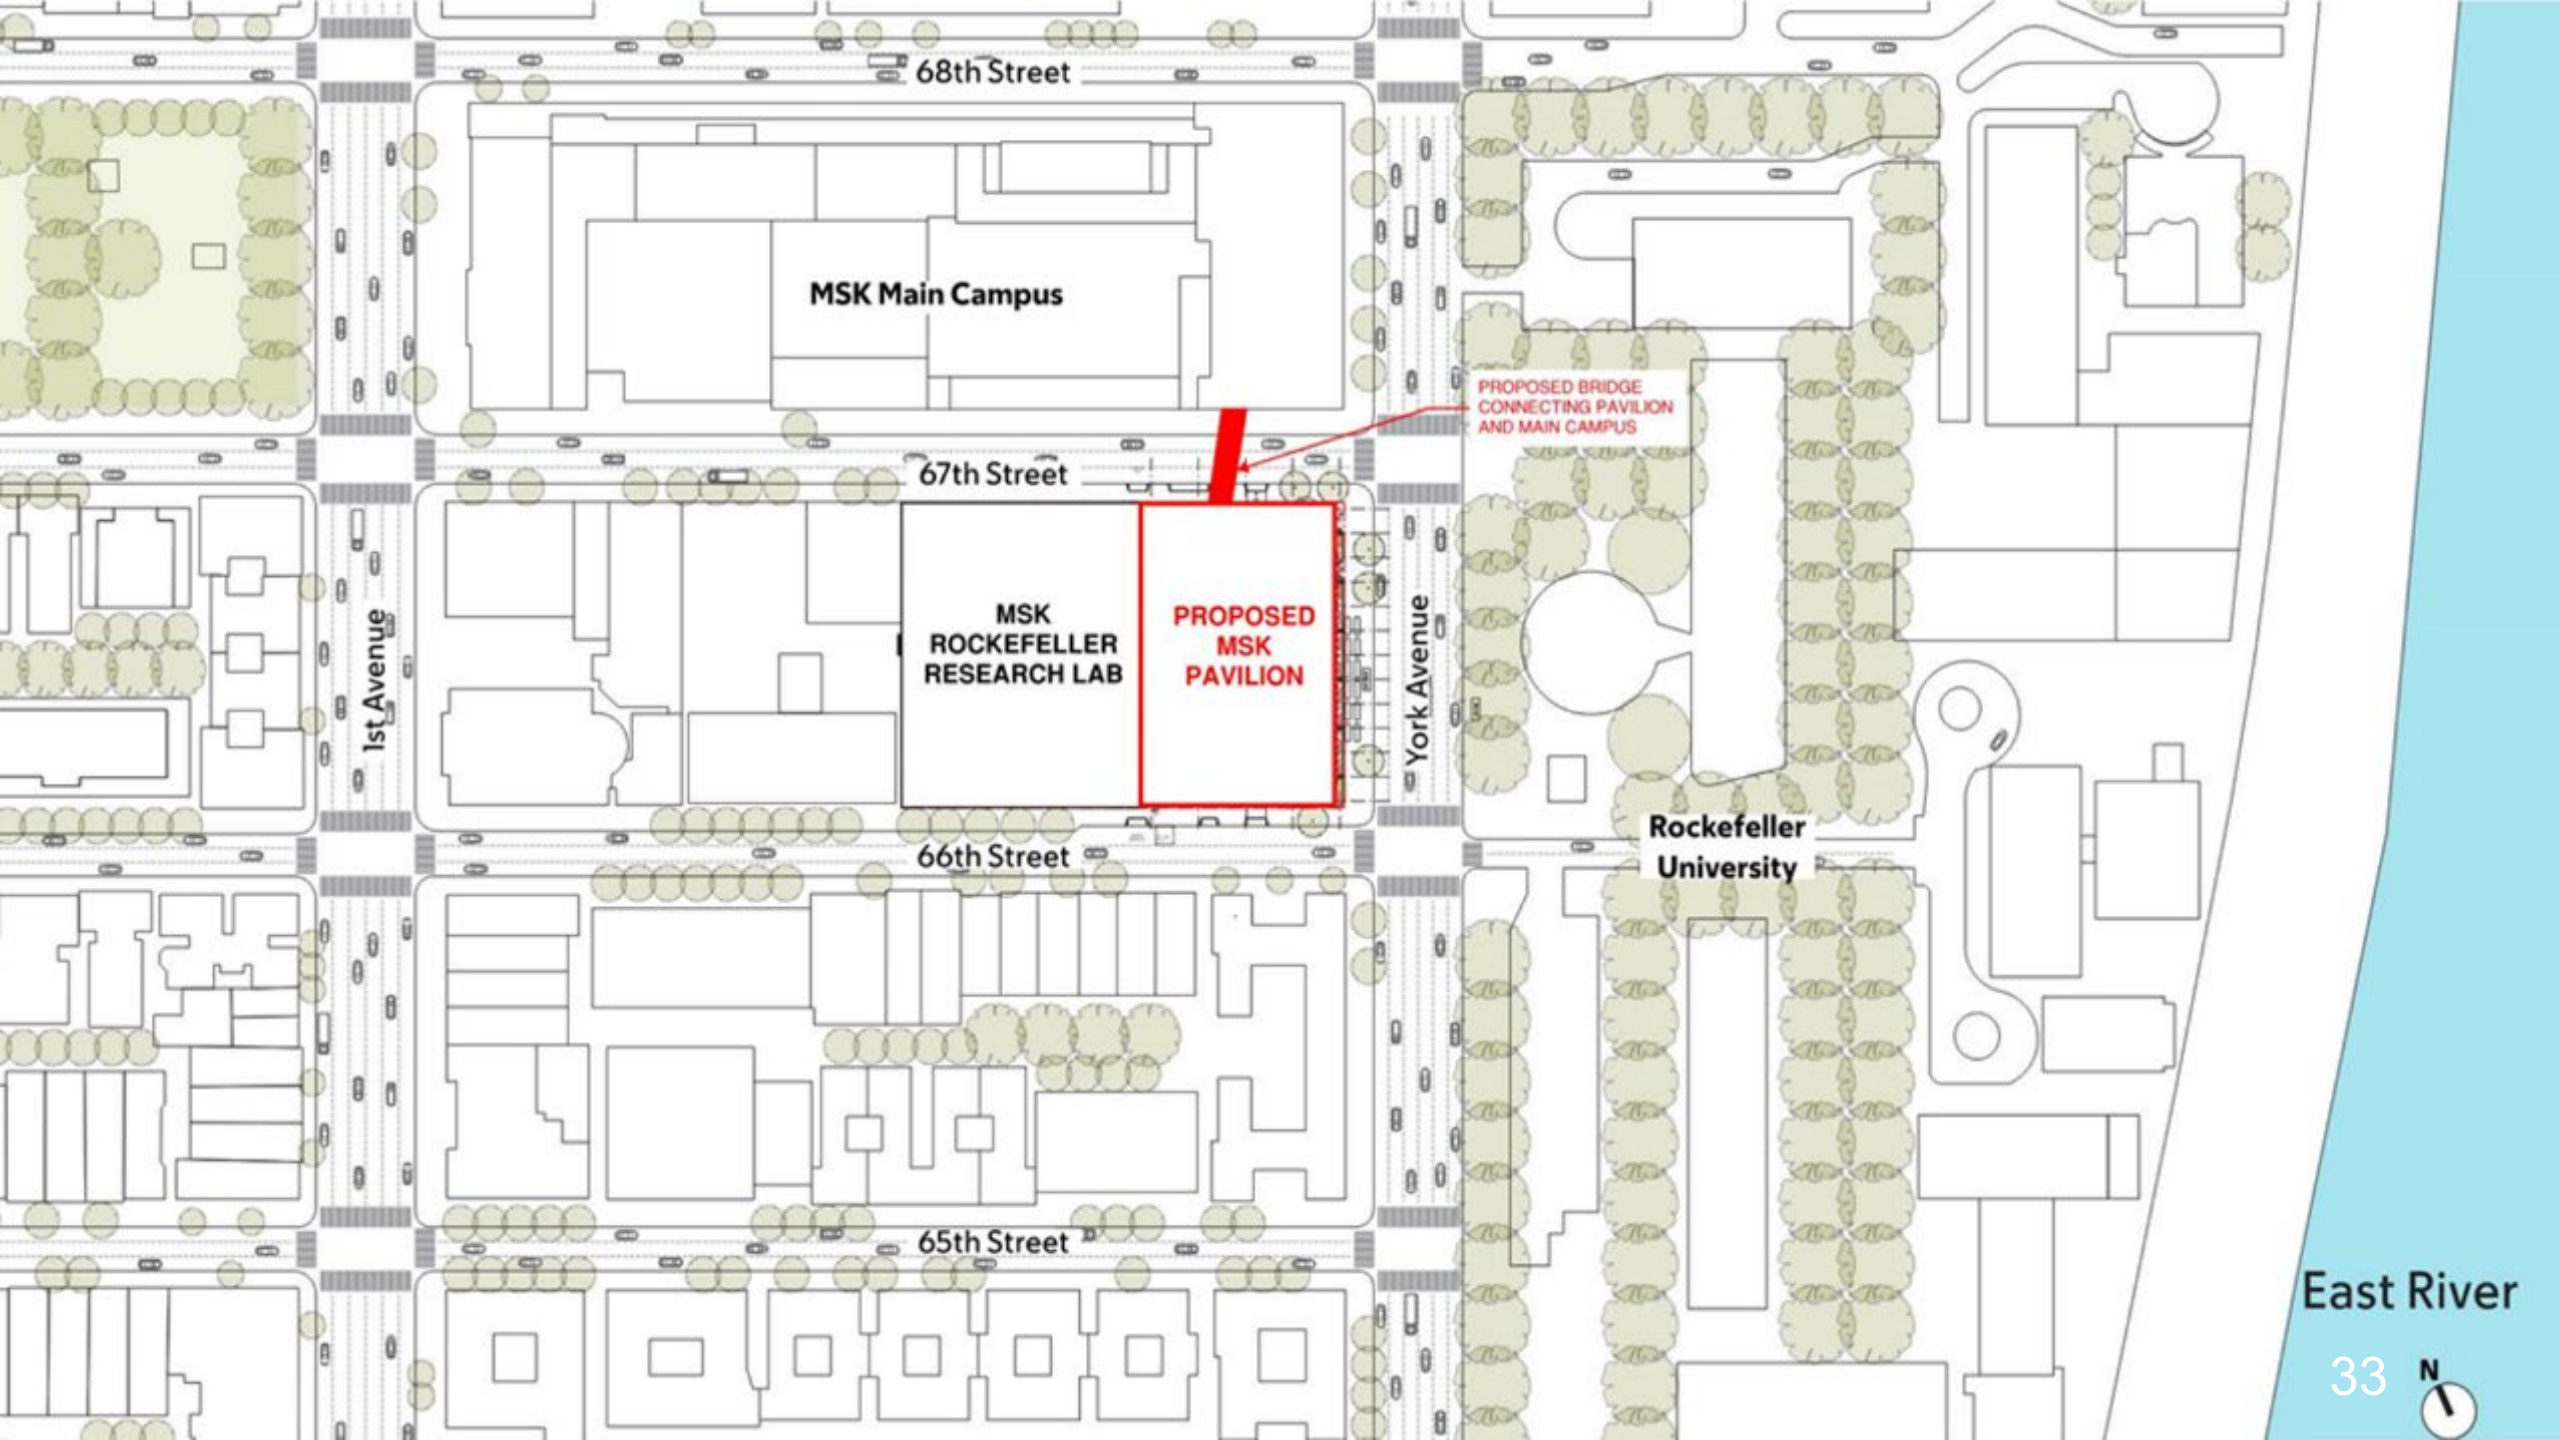 68th Street
MSK Main Campus
PROPOSED BRIDGE
CONNECTING PAVILION
AND MAIN CAMPUS
67th Street
1st Avenue
MSK
ROCKEFELLER
RESEARCH LAB
PROPOSED
MSK
PAVILION
York Avenue
Rockefeller
University
66th Street
65th Street
East River
33
N